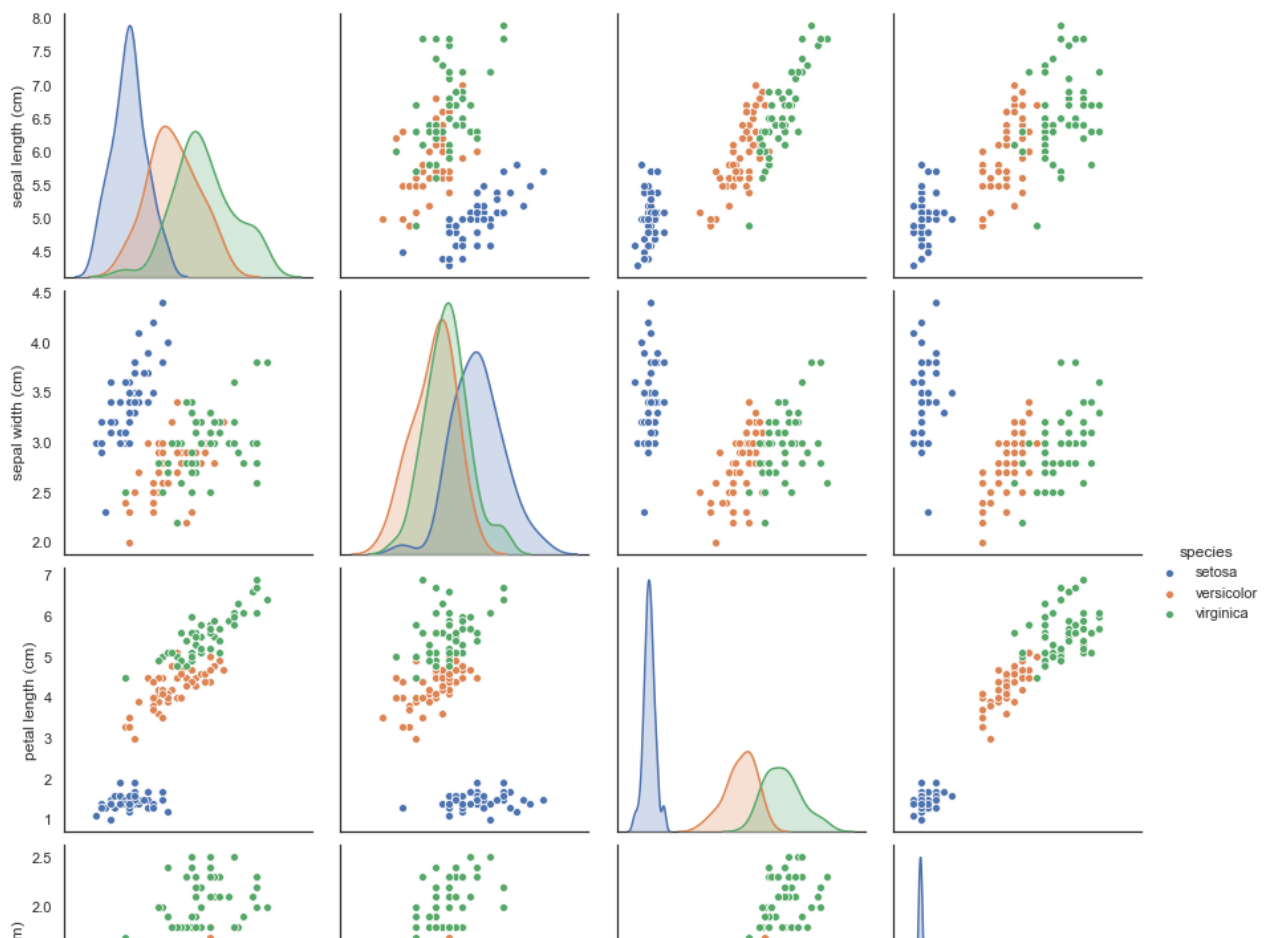 8.0
7.5
7.0
6.5
6.0
5.5
5.0
4.5
sepal length (cm)
4.5
4.0
3.5
3.0
2.5
2.0
sepal width (cm)
species
setosa
versicolor
virginica
7
6
5
4
3
2
1
petal length (cm)
2.5
2.0
m)